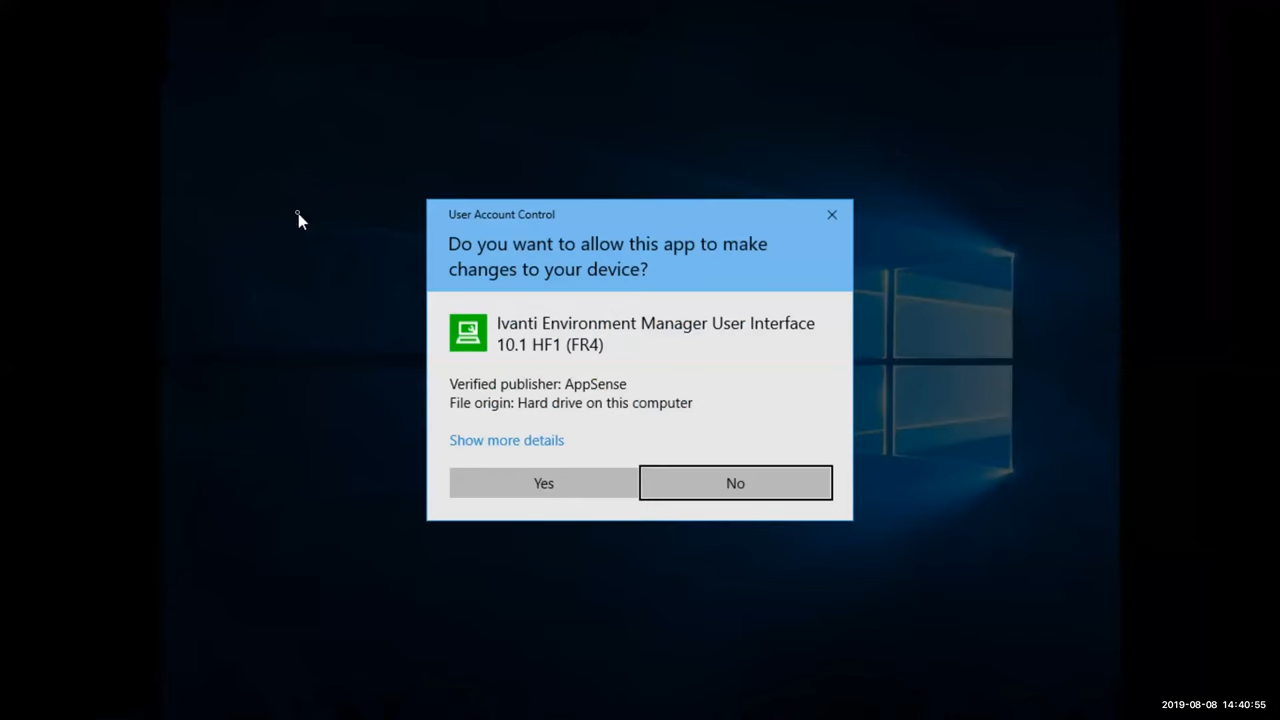 User Account Control
Do you want to allow this app to make
changes to your device?
Ivanti Environment Manager User Interface
10.1 HF1 (FR4)
Verified publisher: AppSense
File origin: Hard drive on this computer
Show more details
Yes
No
2019-08-08 14:40:55